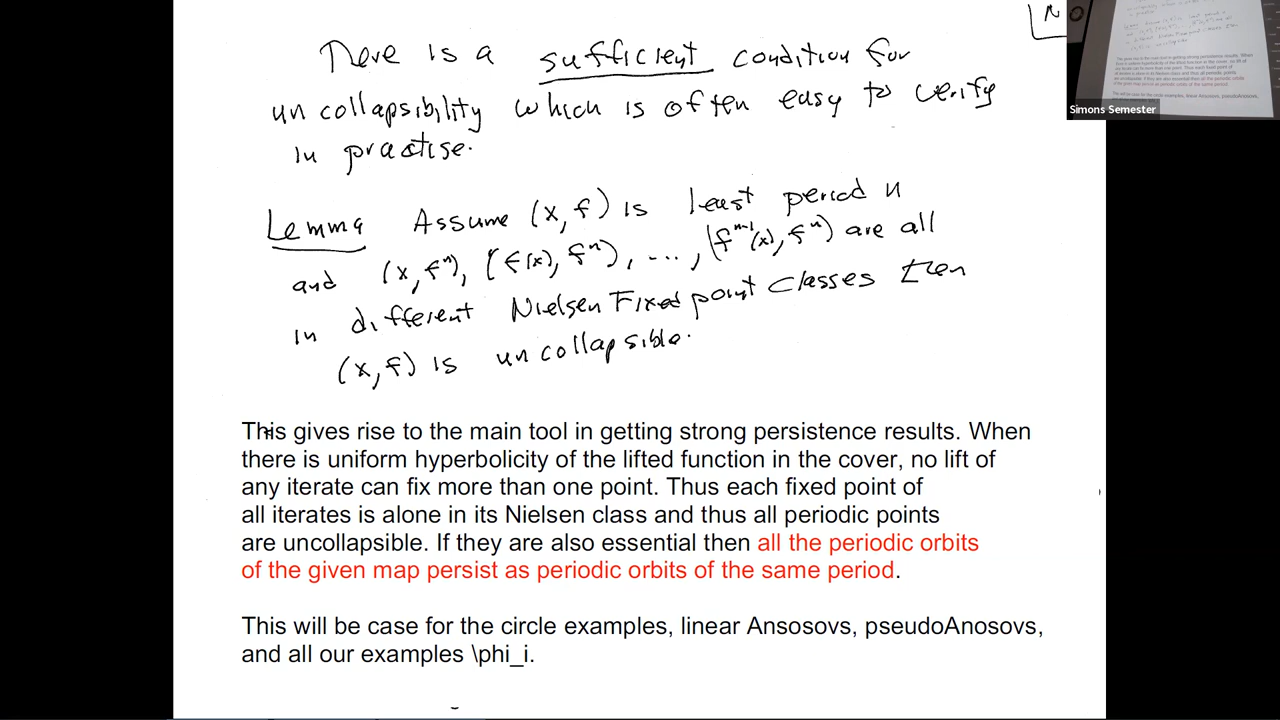 There is a sufficient condition for
uncollapsibility which is often easy to verify
in practise.
Lemma Assume (x, f) is least period n
and (x, fⁿ), (f(x), fⁿ), ..., (fⁿ⁻¹(x), fⁿ) are all
in different Nielsen Fixed point classes then
(x, f) is uncollapsible.
This gives rise to the main tool in getting strong persistence results. When
there is uniform hyperbolicity of the lifted function in the cover, no lift of
any iterate can fix more than one point. Thus each fixed point of
all iterates is alone in its Nielsen class and thus all periodic points
are uncollapsible. If they are also essential then all the periodic orbits
of the given map persist as periodic orbits of the same period.
This will be case for the circle examples, linear Ansosovs, pseudoAnosovs,
and all our examples \phi_i.
Simons Semester